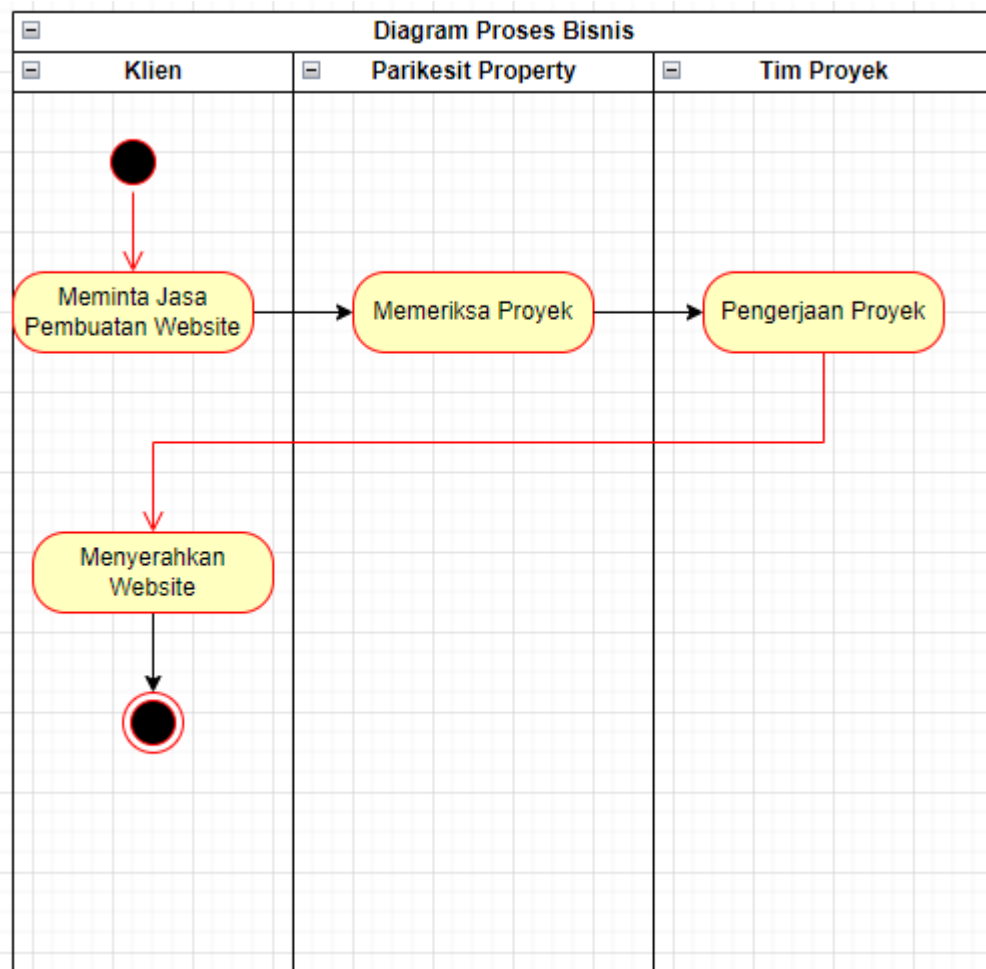 Diagram Proses Bisnis
Klien
Parikesit Property
Tim Proyek
Meminta Jasa
Pembuatan Website
Memeriksa Proyek
Pengerjaan Proyek
Menyerahkan
Website